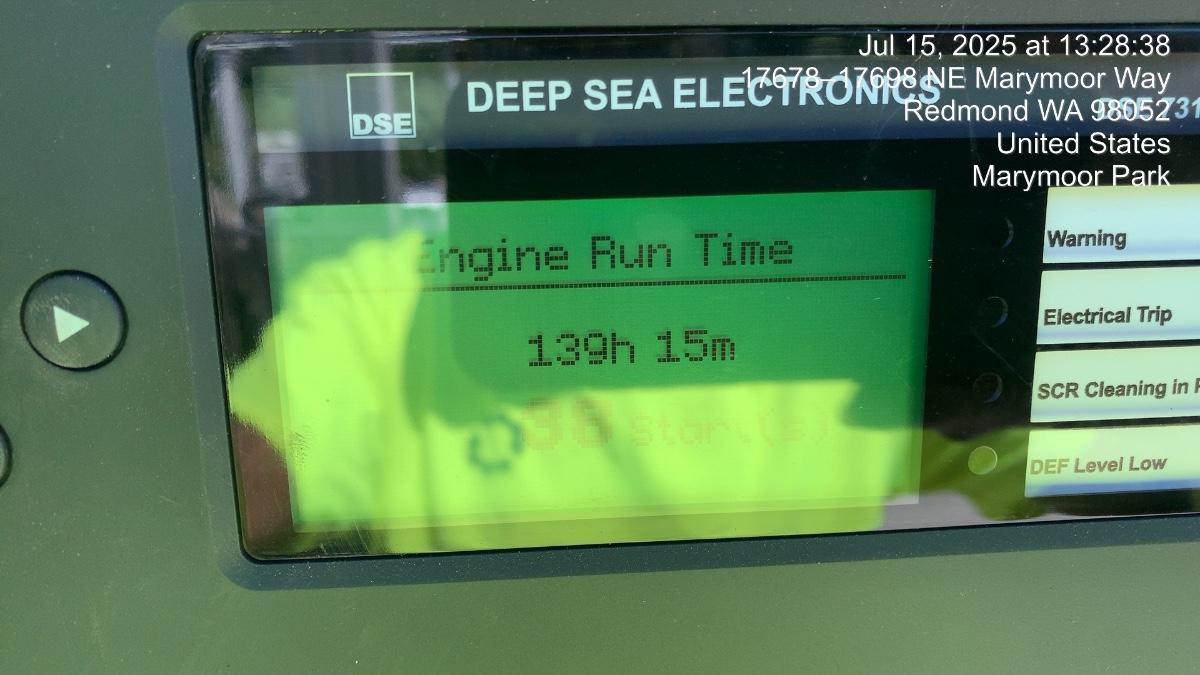 Jul 15, 2025 at 13:28:38
17678–17698 NE Marymoor Way
Redmond WA 98052
United States
Marymoor Park
DSE
DEEP SEA ELECTRONICS
Engine Run Time
139h 15m
Start(s)
Warning
Electrical Trip
SCR Cleaning in
DEF Level Low